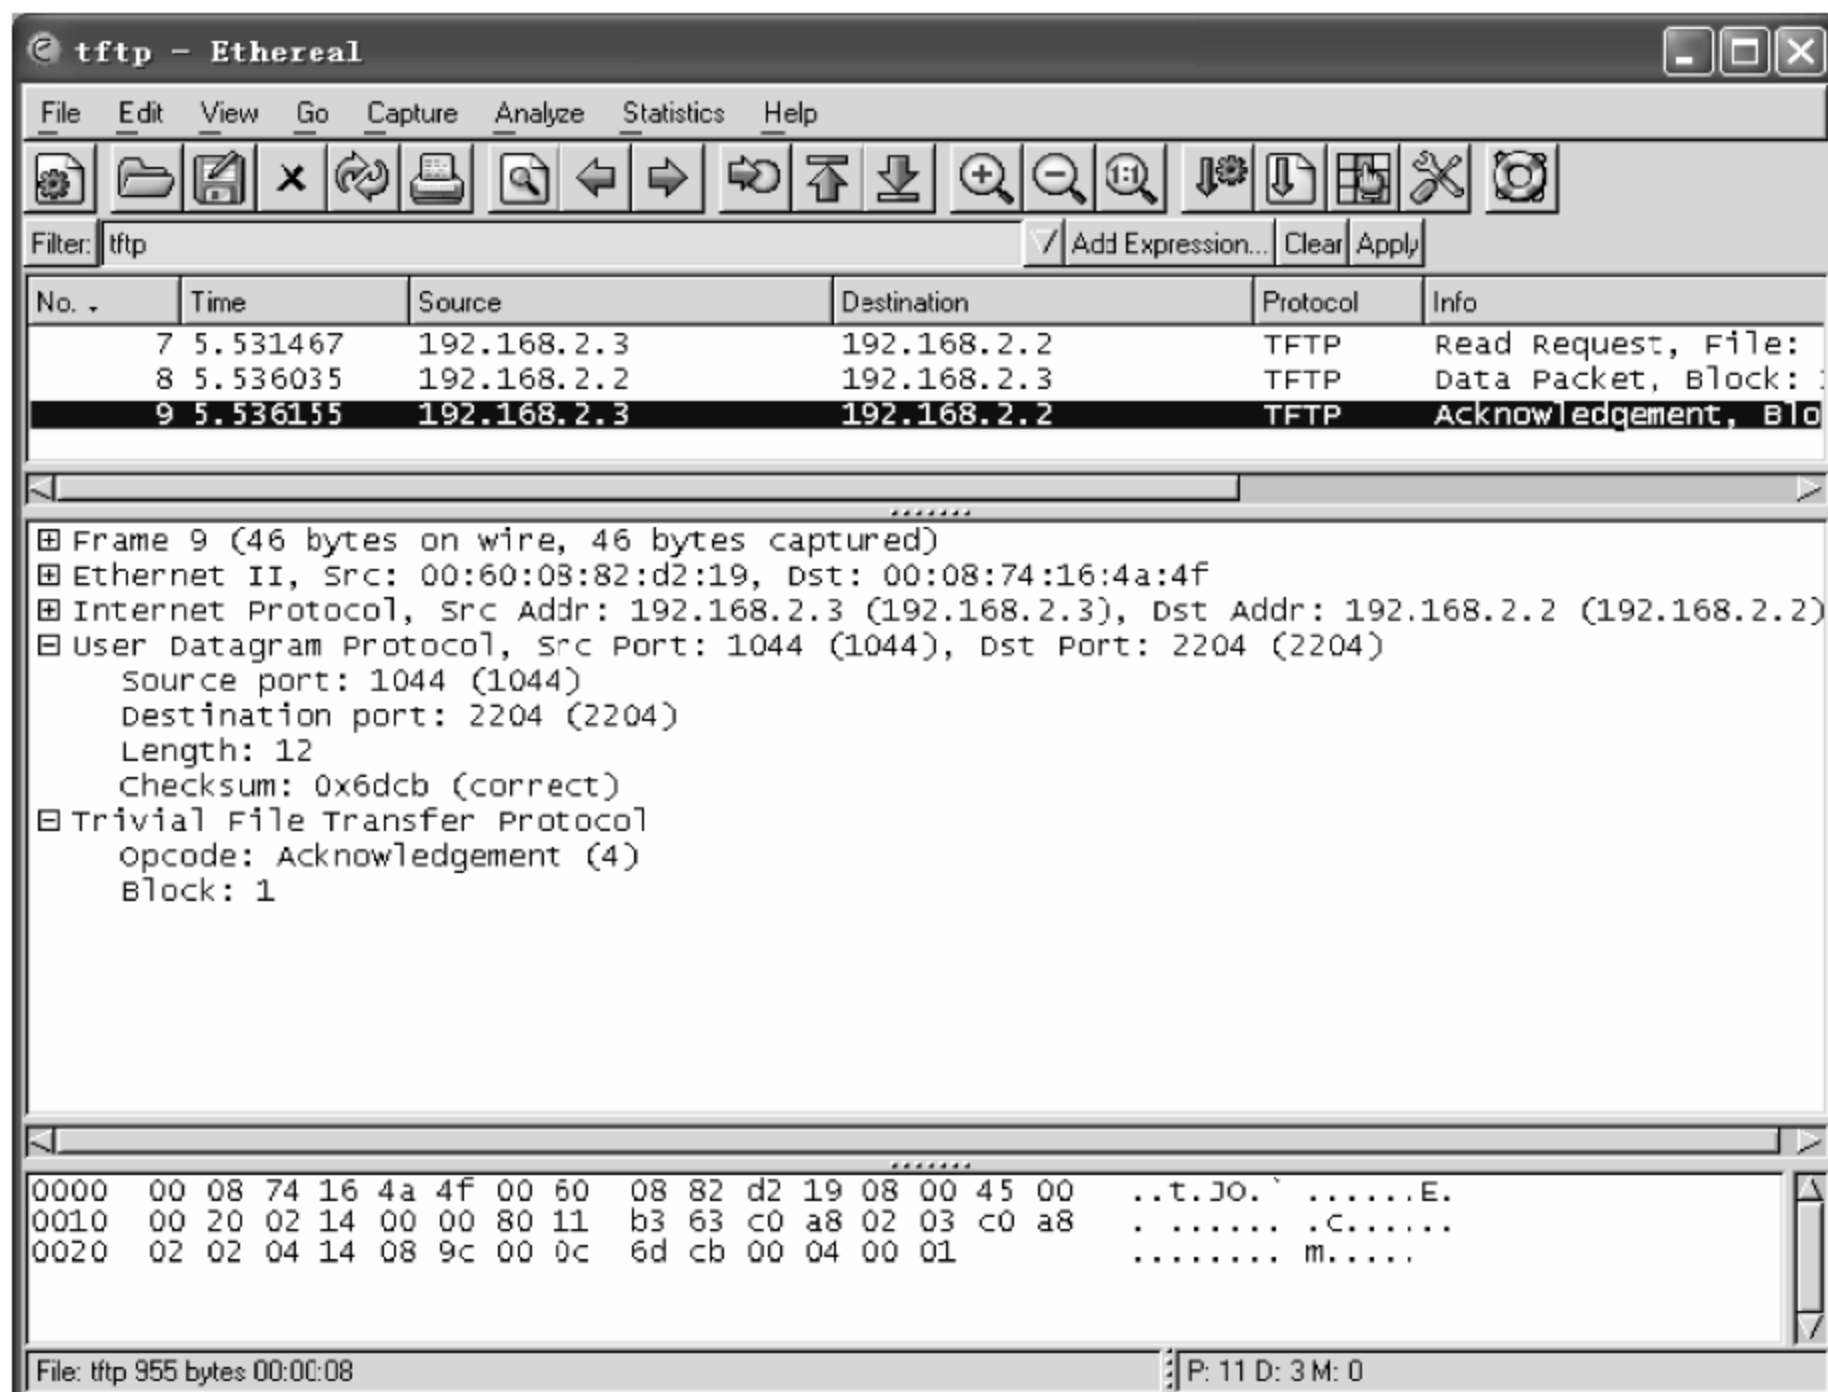 tftp - Ethereal
File Edit View Go Capture Analyze Statistics Help
Filter: tftp Add Expression... Clear Apply
No. Time Source Destination Protocol Info
7 5.531467 192.168.2.3 192.168.2.2 TFTP Read Request, File:
8 5.536035 192.168.2.2 192.168.2.3 TFTP Data Packet, Block:
9 5.536155 192.168.2.3 192.168.2.2 TFTP Acknowledgement, Blo
Frame 9 (46 bytes on wire, 46 bytes captured)
Ethernet II, Src: 00:60:08:82:d2:19, Dst: 00:08:74:16:4a:4f
Internet Protocol, Src Addr: 192.168.2.3 (192.168.2.3), Dst Addr: 192.168.2.2 (192.168.2.2)
User Datagram Protocol, Src Port: 1044 (1044), Dst Port: 2204 (2204)
Source port: 1044 (1044)
Destination port: 2204 (2204)
Length: 12
Checksum: 0x6dcb (correct)
Trivial File Transfer Protocol
Opcode: Acknowledgement (4)
Block: 1
0000 00 08 74 16 4a 4f 00 60 08 82 d2 19 08 00 45 00 ..t.JO.` ......E.
0010 00 20 02 14 00 00 80 11 b3 63 c0 a8 02 03 c0 a8 . ...... .c......
0020 02 02 04 14 08 9c 00 0c 6d cb 00 04 00 01 ........ m.....
File: tftp 955 bytes 00:00:08 P: 11 D: 3 M: 0